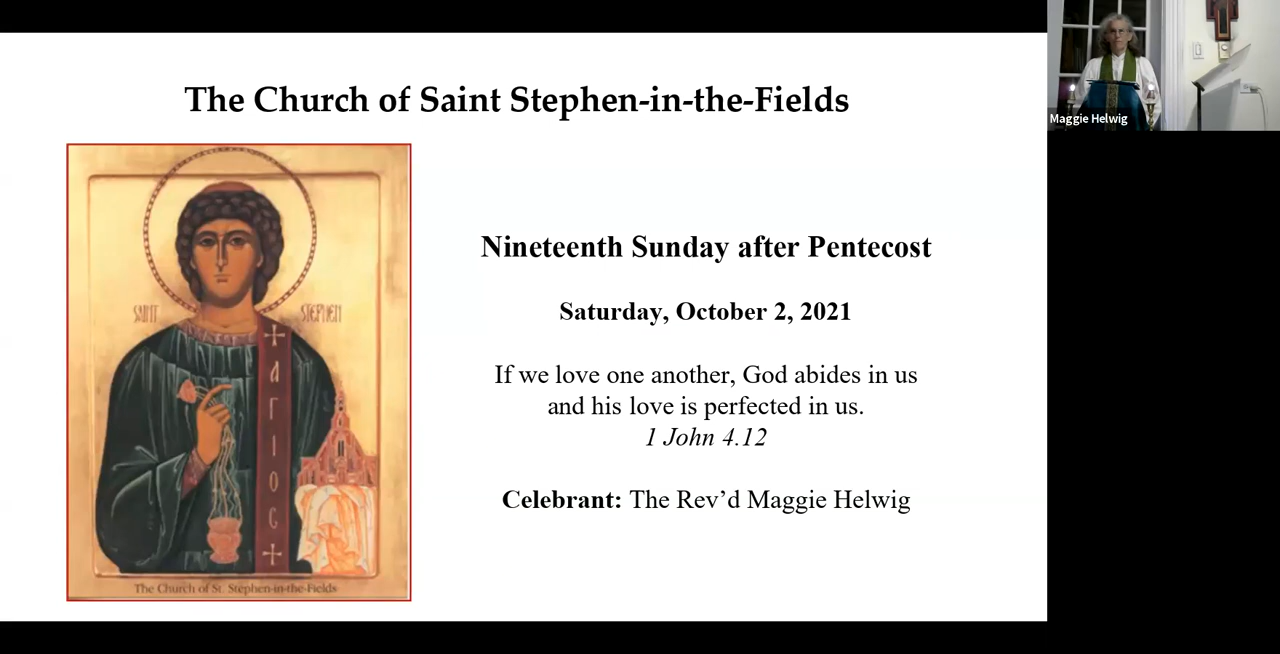 The Church of Saint Stephen-in-the-Fields
Maggie Helwig
SAINT STEPHEN
ΑΓΙΟC
The Church of St. Stephen-in-the-Fields
Nineteenth Sunday after Pentecost
Saturday, October 2, 2021
If we love one another, God abides in us
and his love is perfected in us.
1 John 4.12
Celebrant: The Rev’d Maggie Helwig